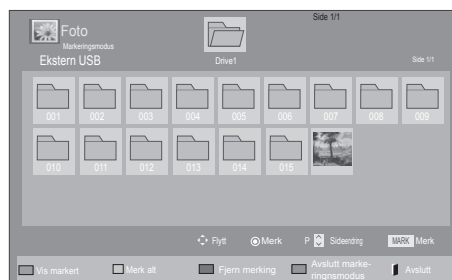 Side 1/1
Foto
Markeringsmodus
Ekstern USB
Drive1
Side 1/1
001 002 003 004 005 006 007 008 009
010 011 012 013 014 015
Flytt Merk P Sideendring MARK Merk
Vis markert Merk alt Fjern merking Avslutt marke-
ringsmodus Avslutt